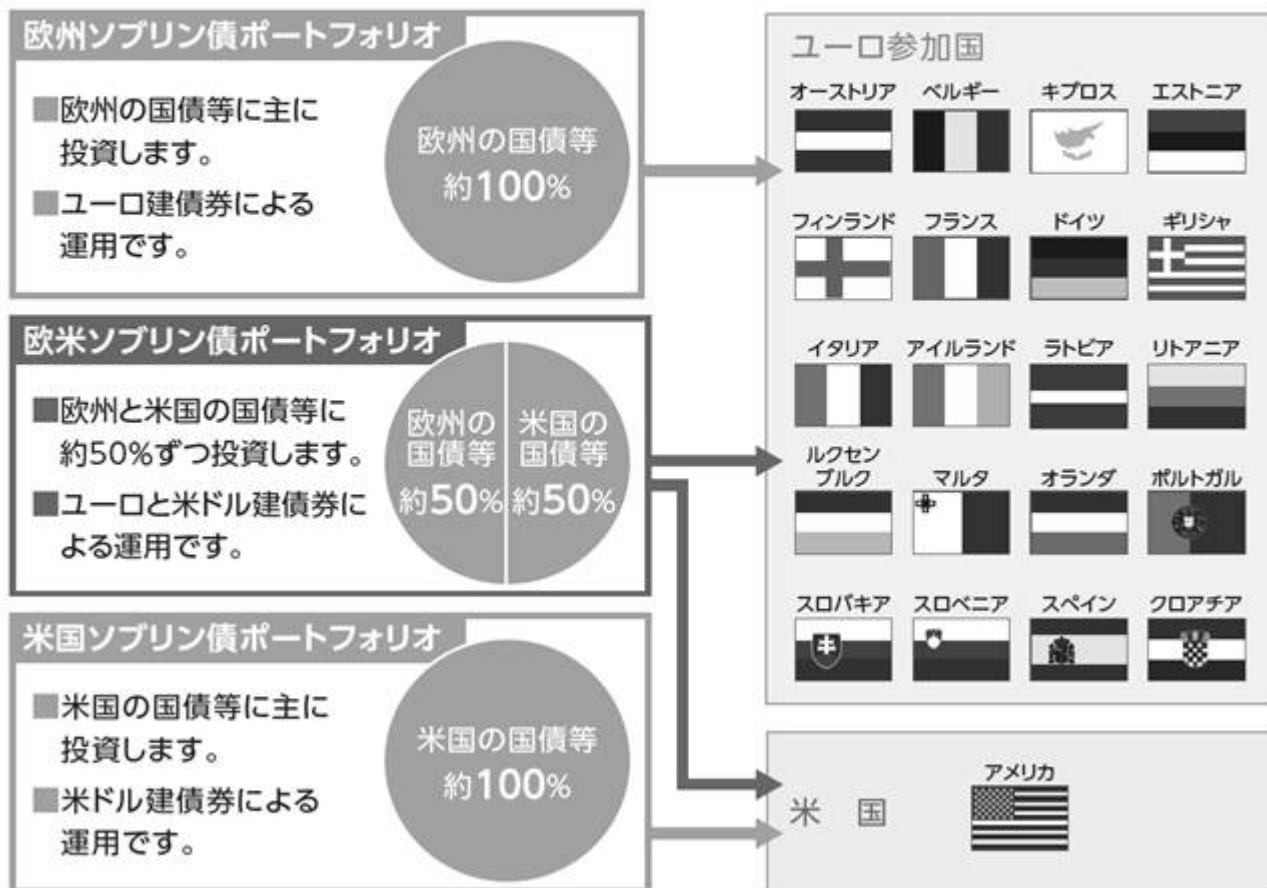 欧州ソブリン債ポートフォリオ
■欧州の国債等に主に
投資します。
■ユーロ建債券による
運用です。
欧州の国債等
約100%
欧米ソブリン債ポートフォリオ
■欧州と米国の国債等に
約50%ずつ投資します。
■ユーロと米ドル建債券に
よる運用です。
欧州の
国債等
約50%
米国の
国債等
約50%
米国ソブリン債ポートフォリオ
■米国の国債等に主に
投資します。
■米ドル建債券による
運用です。
米国の国債等
約100%
ユーロ参加国
オーストリア ベルギー キプロス エストニア
フィンランド フランス ドイツ ギリシャ
イタリア アイルランド ラトビア リトアニア
ルクセン
ブルク マルタ オランダ ポルトガル
スロバキア スロベニア スペイン クロアチア
アメリカ
米 国